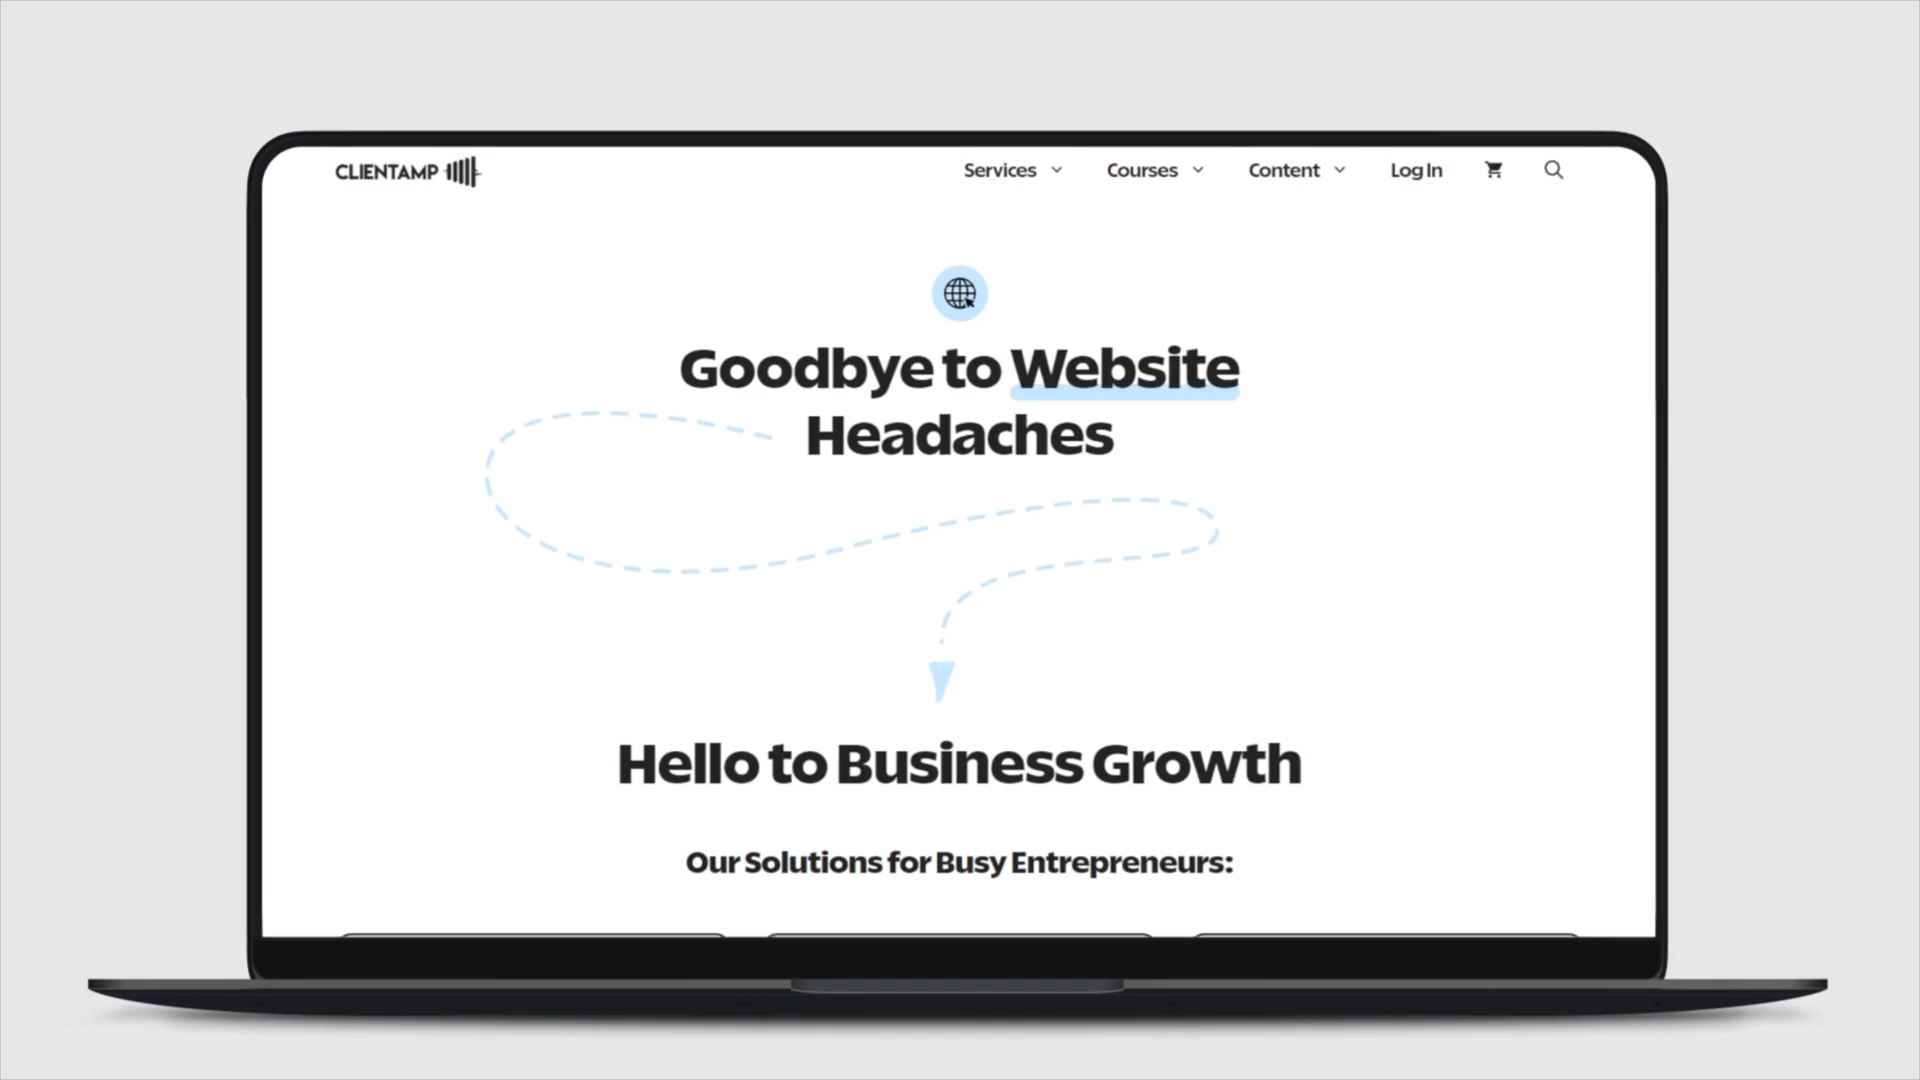 CLIENTAMP
Services
Courses
Content
Log In
Goodbye to Website
Headaches
Hello to Business Growth
Our Solutions for Busy Entrepreneurs: